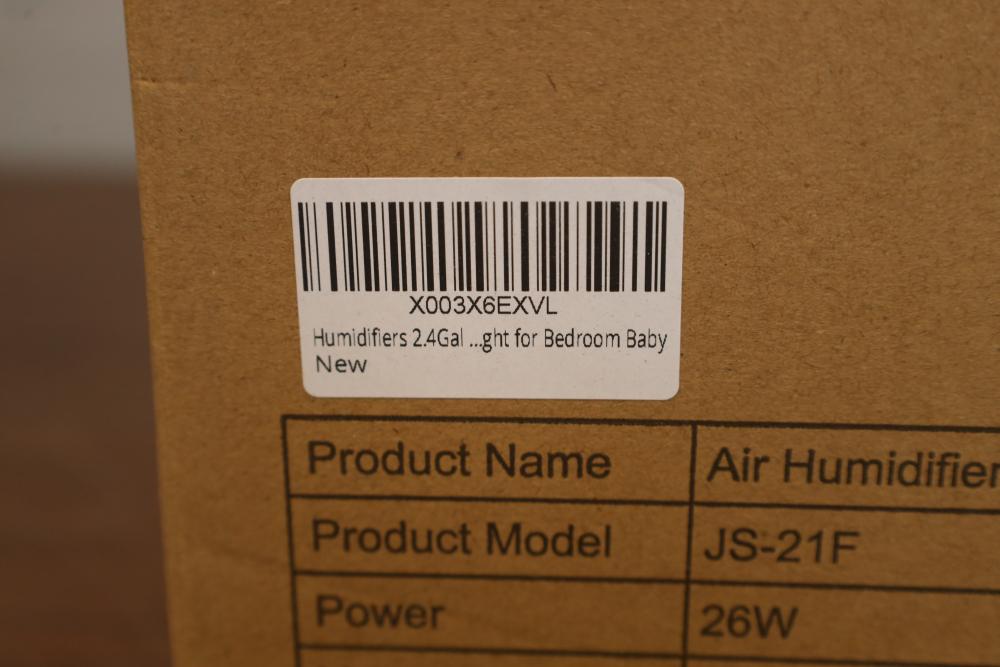 X003X6EXVL
Humidifiers 2.4Gal ...ght for Bedroom Baby
New
Product Name Air Humidifier
Product Model JS-21F
Power 26W